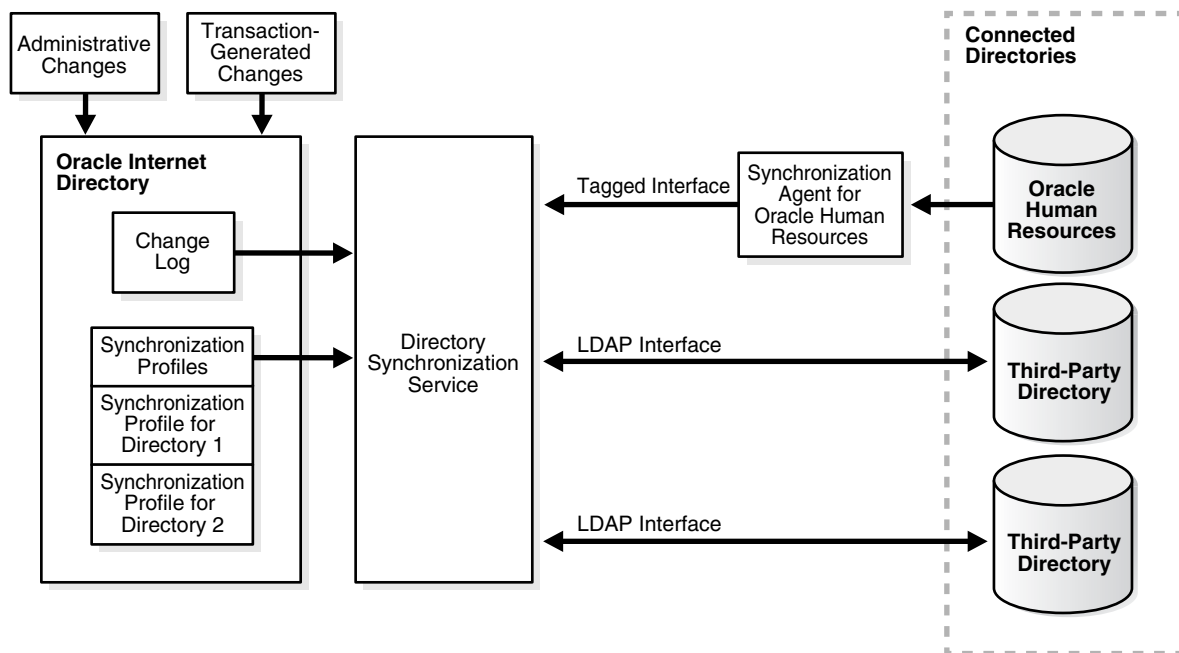 Administrative
Changes
Transaction-
Generated
Changes
Connected
Directories
Oracle Internet
Directory
Change
Log
Synchronization
Profiles
Synchronization
Profile for
Directory 1
Synchronization
Profile for
Directory 2
Directory
Synchronization
Service
Tagged Interface
Synchronization
Agent for
Oracle Human
Resources
Oracle
Human
Resources
LDAP Interface
Third-Party
Directory
LDAP Interface
Third-Party
Directory